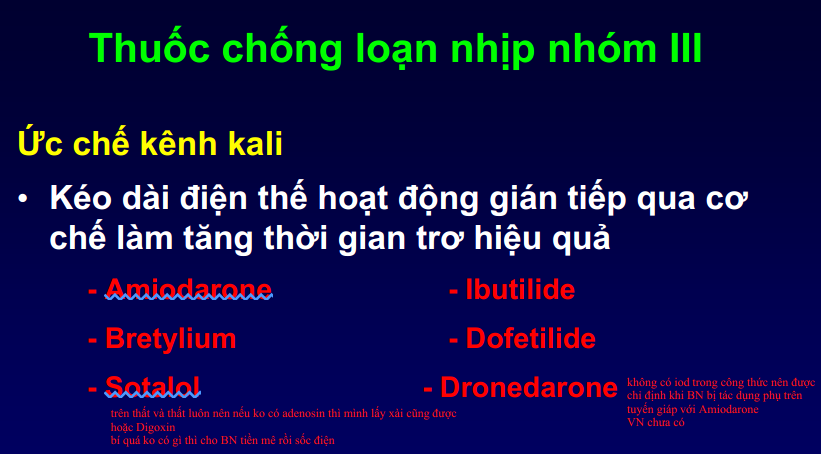 Thuốc chống loạn nhịp nhóm III
Ức chế kênh kali
• Kéo dài điện thế hoạt động gián tiếp qua cơ
chế làm tăng thời gian trơ hiệu quả
- Amiodarone
- Ibutilide
- Bretylium
- Dofetilide
- Sotalol
- Dronedarone
không có iod trong công thức nên được
chỉ định khi BN bị tác dụng phụ trên
tuyến giáp với Amiodarone
VN chưa có
trên thất và thất luôn nên nếu ko có adenosin thì mình lấy xài cũng được
hoặc Digoxin
bí quá ko có gì thì cho BN tiền mê rồi sốc điện